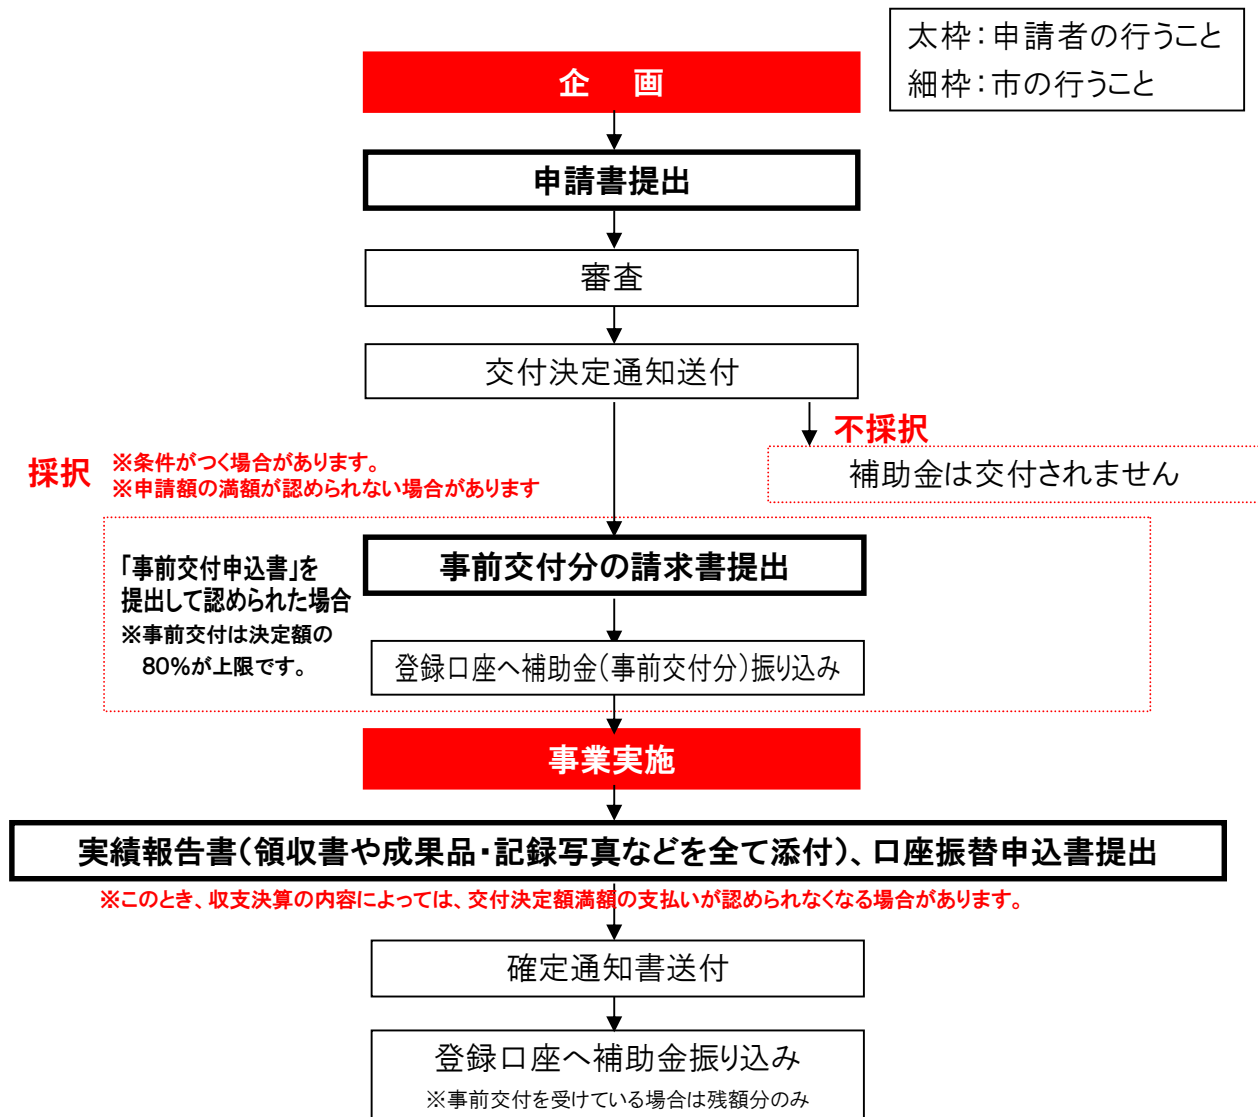 太枠：申請者の行うこと
細枠：市の行うこと
企　画
申請書提出
審査
交付決定通知送付
不採択
補助金は交付されません
採択
※条件がつく場合があります。
※申請額の満額が認められない場合があります
「事前交付申込書」を
提出して認められた場合
※事前交付は決定額の
80%が上限です。
事前交付分の請求書提出
登録口座へ補助金（事前交付分）振り込み
事業実施
実績報告書（領収書や成果品・記録写真などを全て添付）、口座振替申込書提出
※このとき、収支決算の内容によっては、交付決定額満額の支払いが認められなくなる場合があります。
確定通知書送付
登録口座へ補助金振り込み
※事前交付を受けている場合は残額分のみ